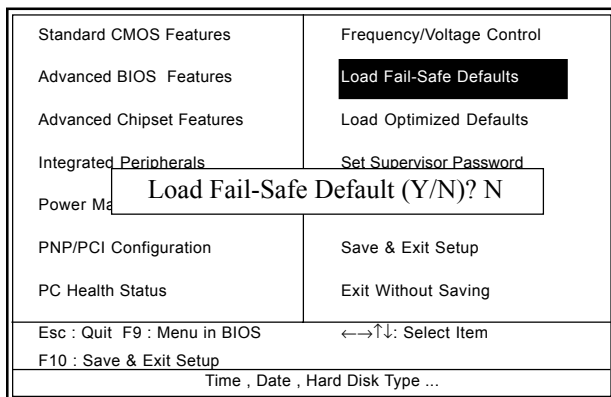 Standard CMOS Features
Advanced BIOS Features
Advanced Chipset Features
Integrated Peripherals
Power Ma
PNP/PCI Configuration
PC Health Status
Frequency/Voltage Control
Load Fail-Safe Defaults
Load Optimized Defaults
Set Supervisor Password
Save & Exit Setup
Exit Without Saving
Load Fail-Safe Default (Y/N)? N
Esc : Quit F9 : Menu in BIOS
←→↑↓: Select Item
F10 : Save & Exit Setup
Time , Date , Hard Disk Type ...